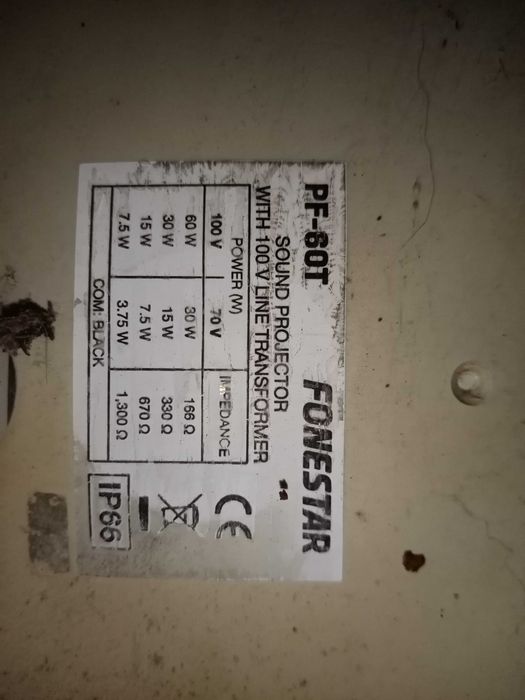 PF-60T FONESTAR
SOUND PROJECTOR
WITH 100 V LINE TRANSFORMER
POWER (W) IMPEDANCE
100 V 70 V
60 W 30 W 166 Ω
30 W 15 W 330 Ω
15 W 7.5 W 670 Ω
7.5 W 3.75 W 1,300 Ω
COM: BLACK
CE
IP66